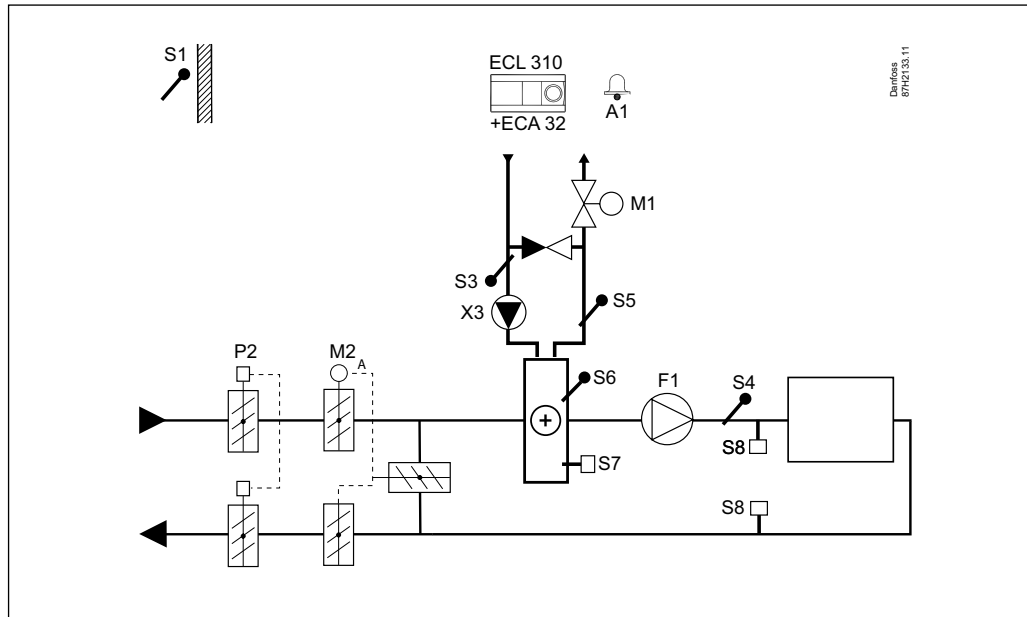 S1
ECL 310
+ECA 32
A1
Danfoss
87H2133.11
M1
S3
X3
S5
P2
M2
A
S6
F1
S4
S8
S7
S8